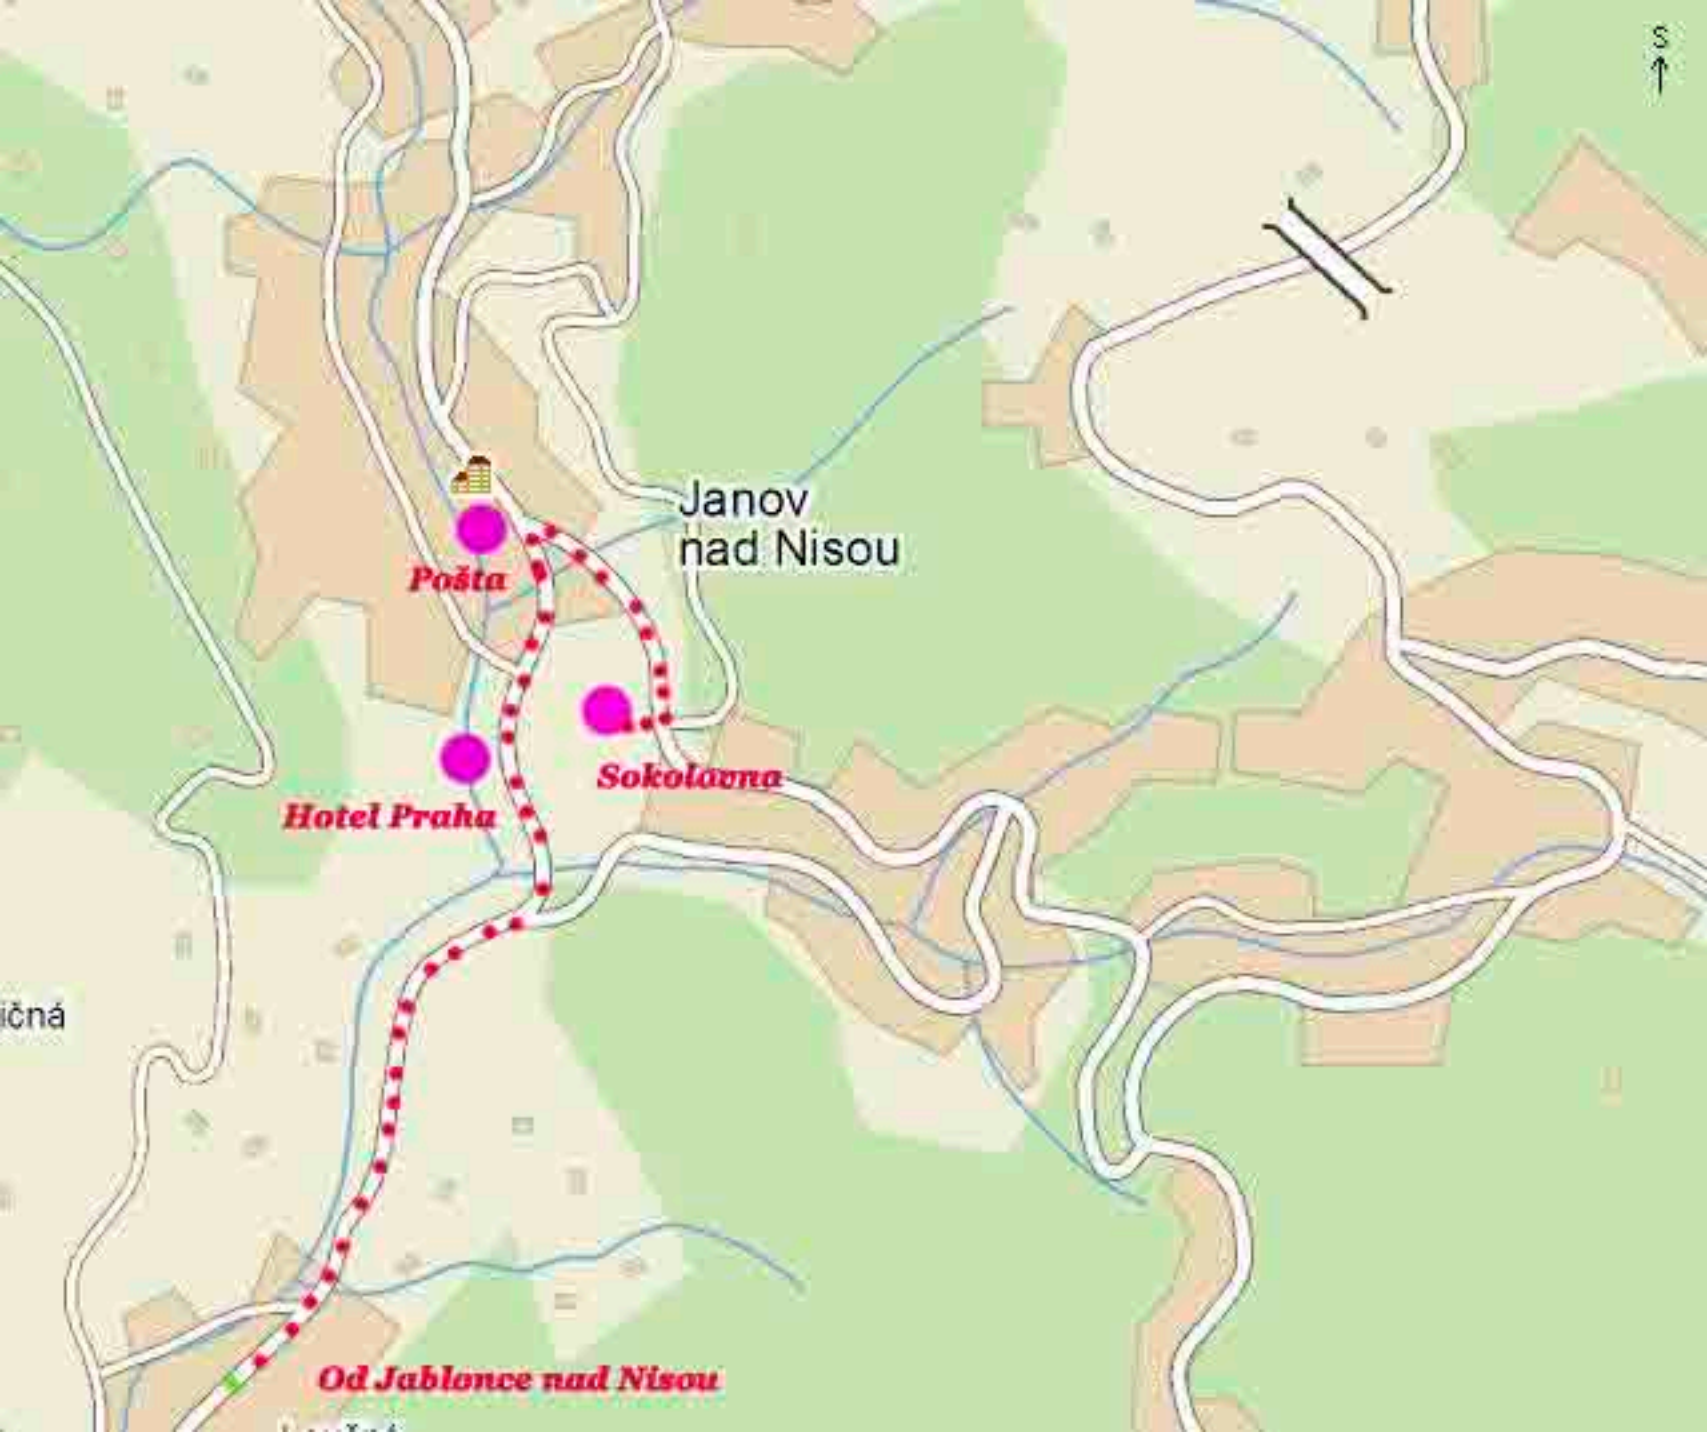 S
Janov
nad Nisou
Pošta
Sokolovna
Hotel Praha
ičná
Od Jablonce nad Nisou